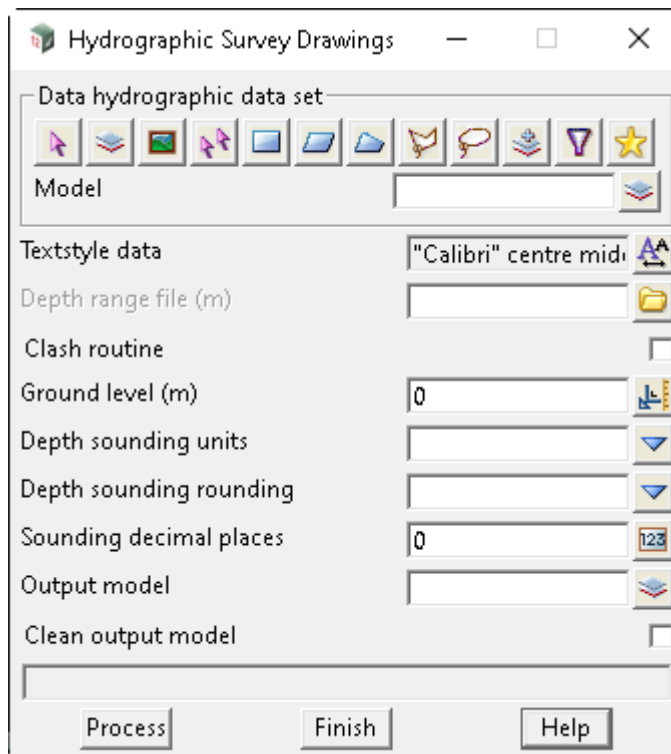 Hydrographic Survey Drawings
Data hydrographic data set
Model
Textstyle data "Calibri" centre mid
Depth range file (m)
Clash routine
Ground level (m) 0
Depth sounding units
Depth sounding rounding
Sounding decimal places 0 123
Output model
Clean output model
Process Finish Help